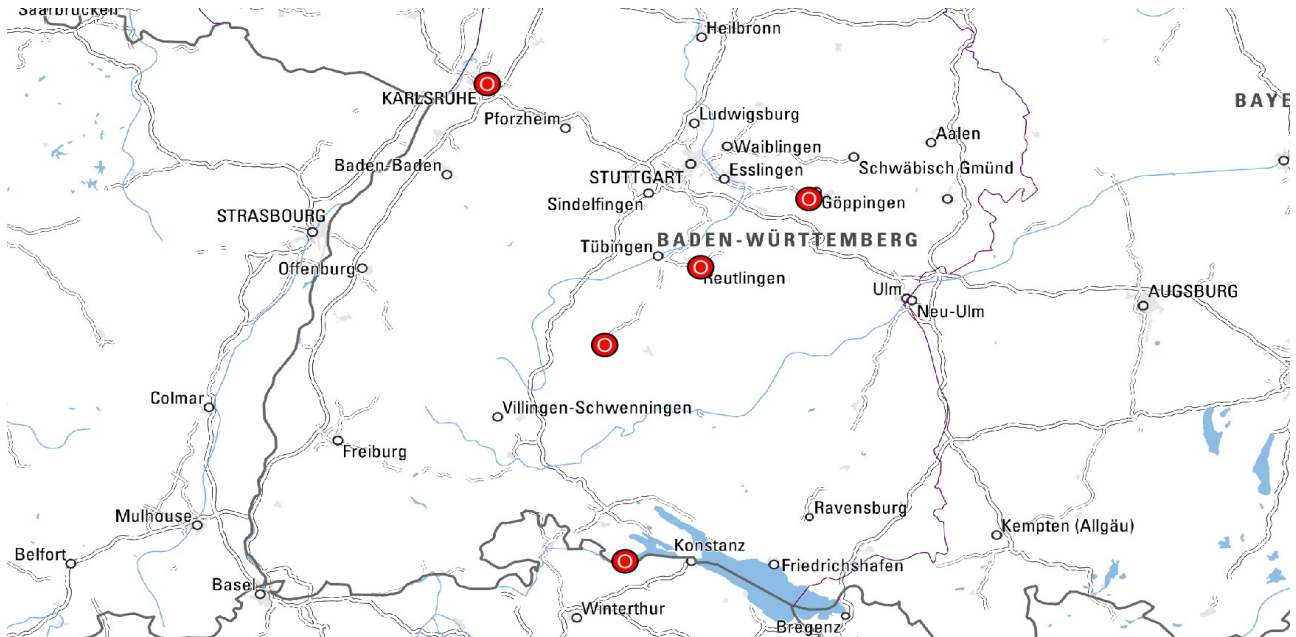 Saarbrücken
Heilbronn
KARLSRUHE
O
BAYE
Pforzheim
Ludwigsburg
Aalen
Waiblingen
Baden-Baden
Esslingen
Schwäbisch Gmünd
STUTTGART
Sindelfingen
O
Göppingen
STRASBOURG
Tübingen
BADEN-WÜRTTEMBERG
Offenburg
O
Reutlingen
Ulm
AUGSBURG
Neu-Ulm
O
Colmar
Villingen-Schwenningen
Freiburg
Ravensburg
Mulhouse
Kempten (Allgäu)
Konstanz
Belfort
O
Friedrichshafen
Basel
Winterthur
Bregenz